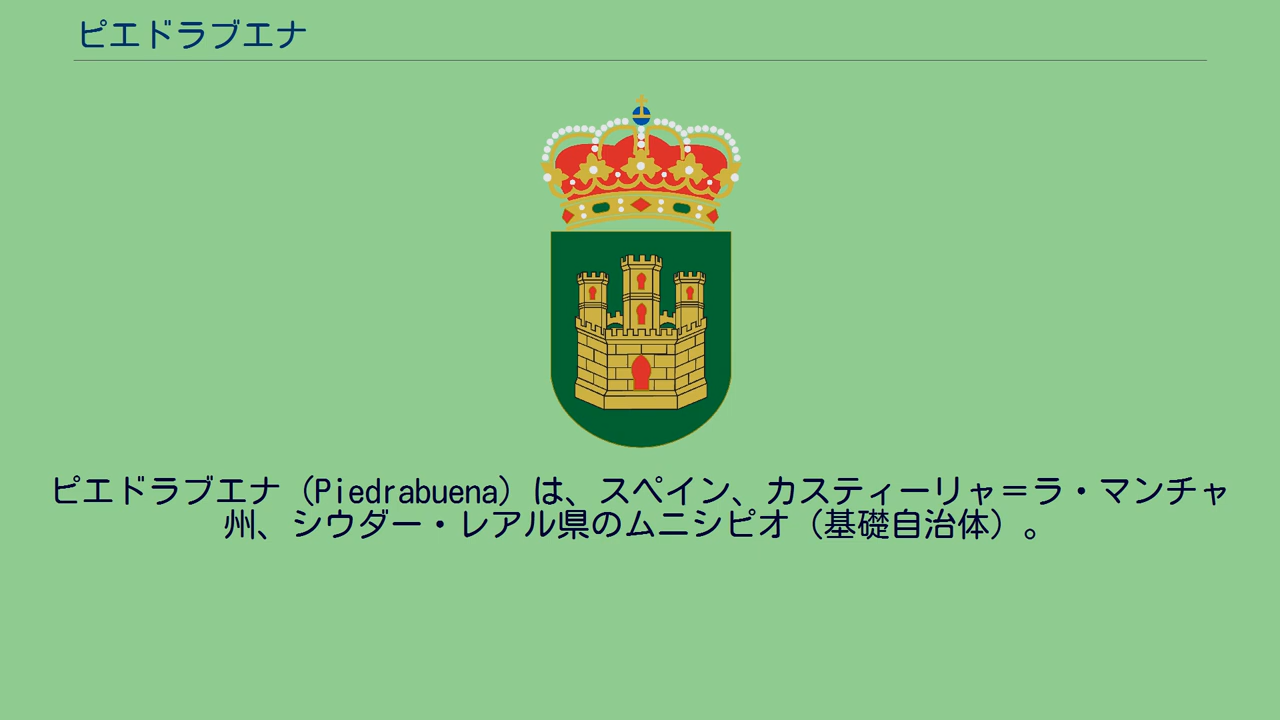 ピエドラブエナ
ピエドラブエナ（Piedrabuena）は、スペイン、カスティーリャ＝ラ・マンチャ
州、シウダー・レアル県のムニシピオ（基礎自治体）。